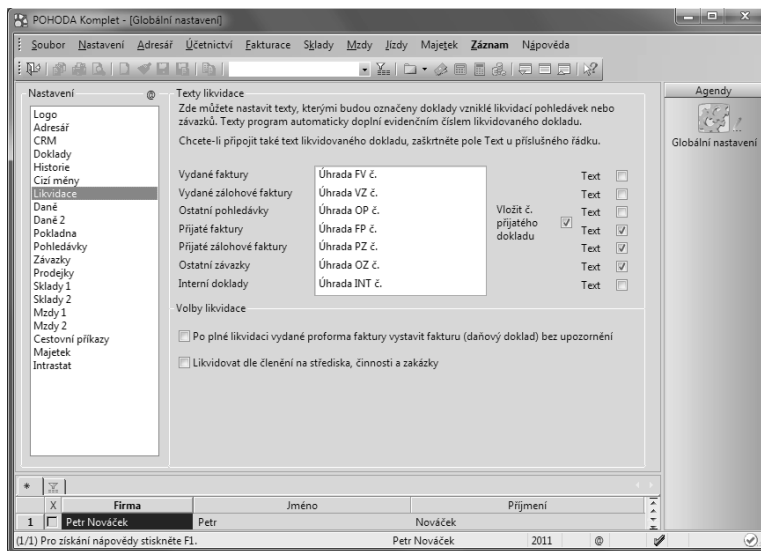 POHODA Komplet - [Globální nastavení]
Soubor Nastavení Adresář Účetnictví Fakturace Sklady Mzdy Jízdy Majetek Záznam Nápověda
Nastavení @
Logo
Adresář
CRM
Doklady
Historie
Cizí měny
Likvidace
Daně
Daně 2
Pokladna
Pohledávky
Závazky
Prodejky
Sklady 1
Sklady 2
Mzdy 1
Mzdy 2
Cestovní příkazy
Majetek
Intrastat
Texty likvidace
Zde můžete nastavit texty, kterými budou označeny doklady vzniklé likvidací pohledávek nebo
závazků. Texty program automaticky doplní evidenčním číslem likvidovaného dokladu.
Chcete-li připojit také text likvidovaného dokladu, zaškrtněte pole Text u příslušného řádku.
Vydané faktury Úhrada FV č. Text
Vydané zálohové faktury Úhrada VZ č. Text
Ostatní pohledávky Úhrada OP č. Text
Přijaté faktury Úhrada FP č. Text
Přijaté zálohové faktury Úhrada PZ č. Text
Ostatní závazky Úhrada OZ č. Text
Interní doklady Úhrada INT č. Text
Vložit č.
přijatého
dokladu
Volby likvidace
Po plné likvidaci vydané proforma faktury vystavit fakturu (daňový doklad) bez upozornění
Likvidovat dle členění na střediska, činnosti a zakázky
Agendy
Globální nastavení
*
X Firma Jméno Příjmení
1 Petr Nováček Petr Nováček
(1/1) Pro získání nápovědy stiskněte F1. Petr Nováček 2011 @